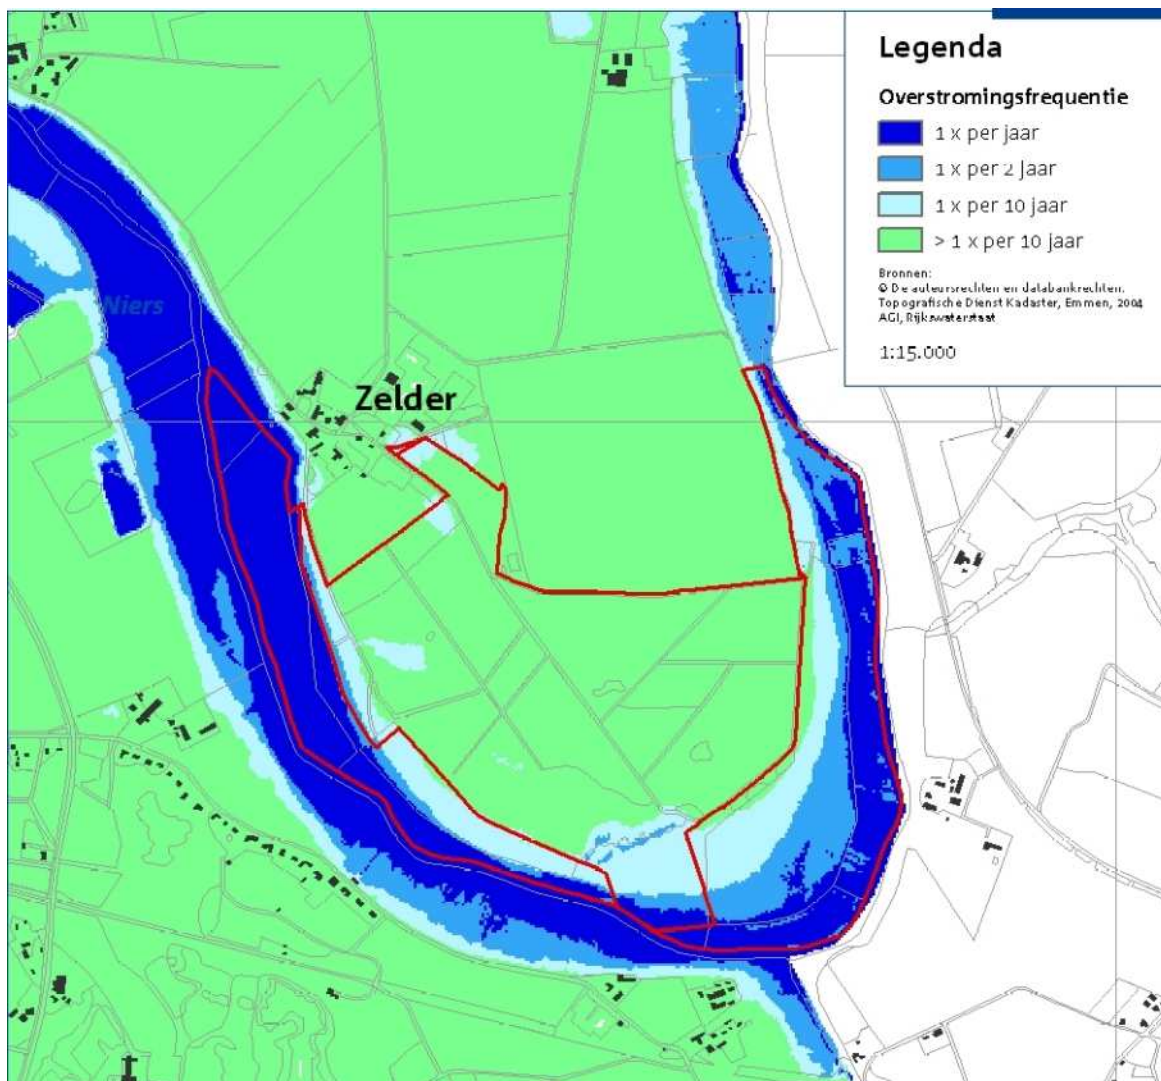 Legenda
Overstromingsfrequentie
1 x per jaar
1 x per 2 jaar
1 x per 10 jaar
> 1 x per 10 jaar
Bronnen:
© De auteursrechten en databankrechten,
Topografische Dienst Kadaster, Emmen, 2004
AGI, Rijkswaterstaat
1:15.000
Niers
Zelder